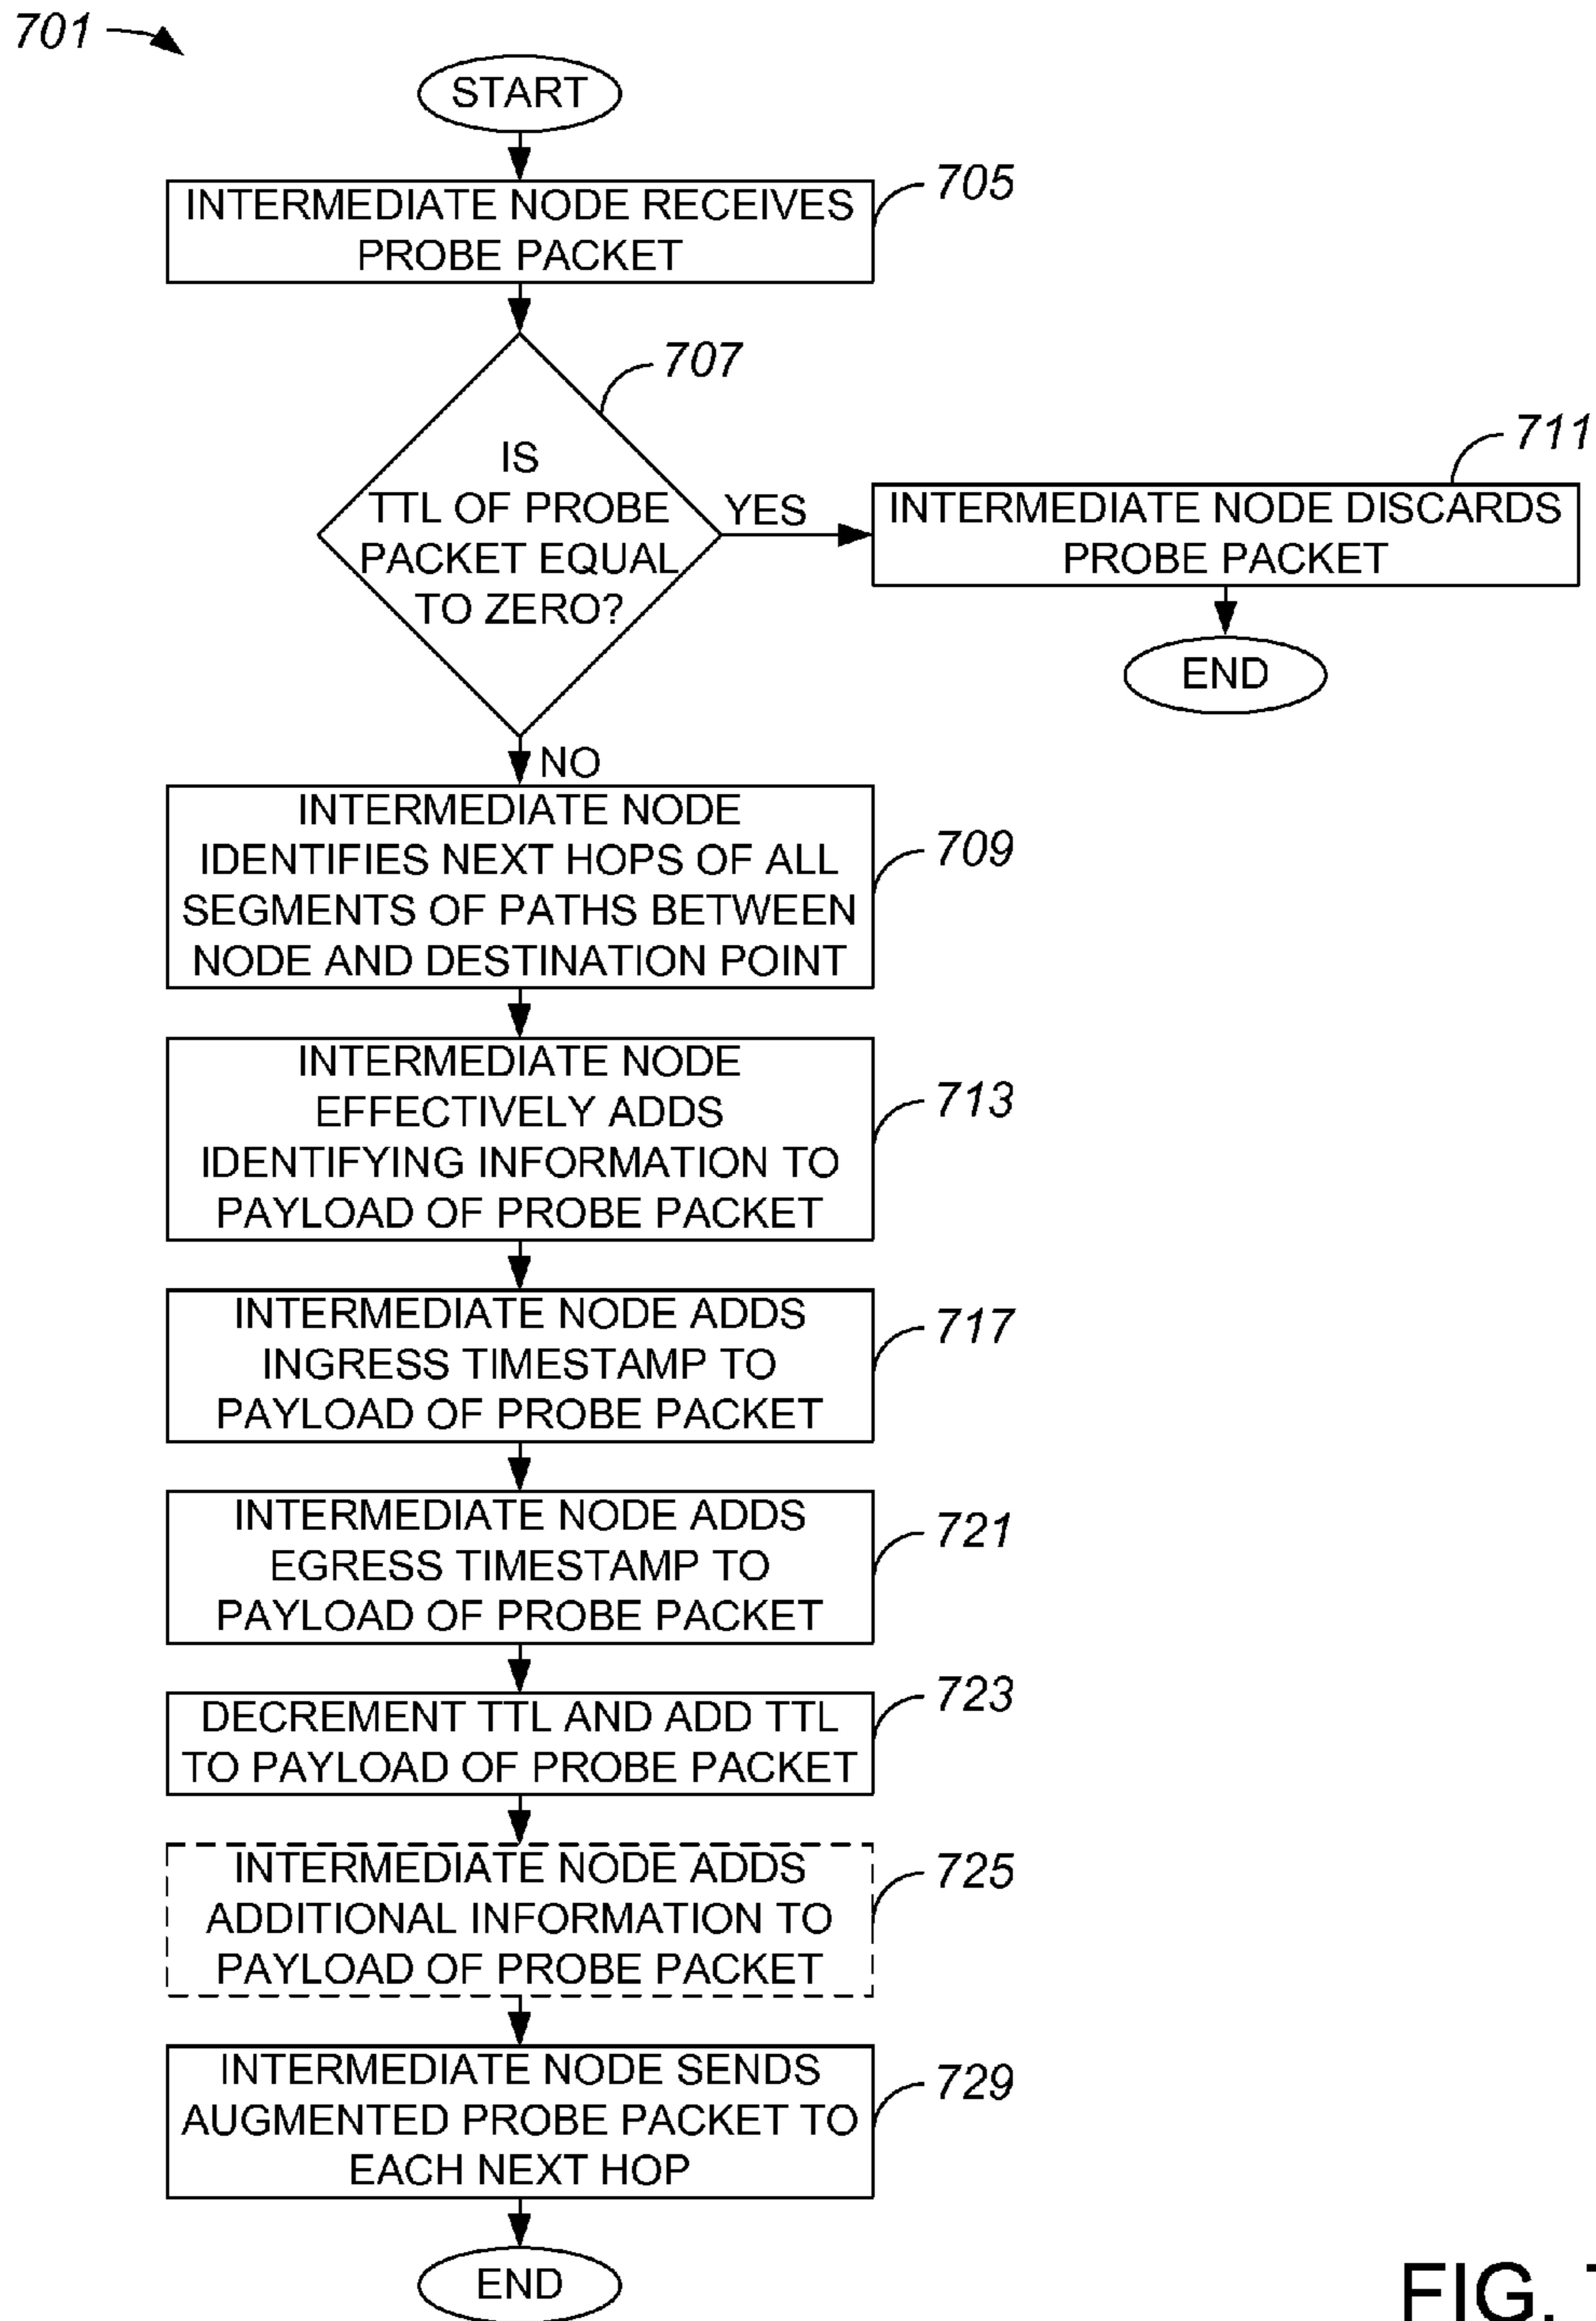 701
START
INTERMEDIATE NODE RECEIVES
PROBE PACKET
705
707
IS
TTL OF PROBE
PACKET EQUAL
TO ZERO?
YES
711
INTERMEDIATE NODE DISCARDS
PROBE PACKET
END
NO
INTERMEDIATE NODE
IDENTIFIES NEXT HOPS OF ALL
SEGMENTS OF PATHS BETWEEN
NODE AND DESTINATION POINT
709
INTERMEDIATE NODE
EFFECTIVELY ADDS
IDENTIFYING INFORMATION TO
PAYLOAD OF PROBE PACKET
713
INTERMEDIATE NODE ADDS
INGRESS TIMESTAMP TO
PAYLOAD OF PROBE PACKET
717
INTERMEDIATE NODE ADDS
EGRESS TIMESTAMP TO
PAYLOAD OF PROBE PACKET
721
DECREMENT TTL AND ADD TTL
TO PAYLOAD OF PROBE PACKET
723
INTERMEDIATE NODE ADDS
ADDITIONAL INFORMATION TO
PAYLOAD OF PROBE PACKET
725
INTERMEDIATE NODE SENDS
AUGMENTED PROBE PACKET TO
EACH NEXT HOP
729
END
FIG.